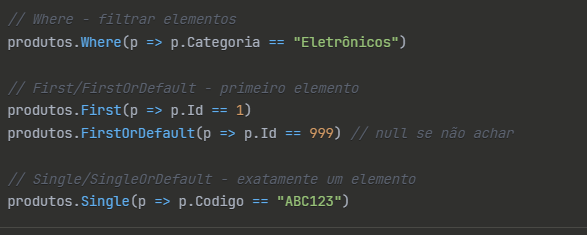 // Where - filtrar elementos
produtos.Where(p => p.Categoria == "Eletrônicos")
// First/FirstOrDefault - primeiro elemento
produtos.First(p => p.Id == 1)
produtos.FirstOrDefault(p => p.Id == 999) // null se não achar
// Single/SingleOrDefault - exatamente um elemento
produtos.Single(p => p.Codigo == "ABC123")